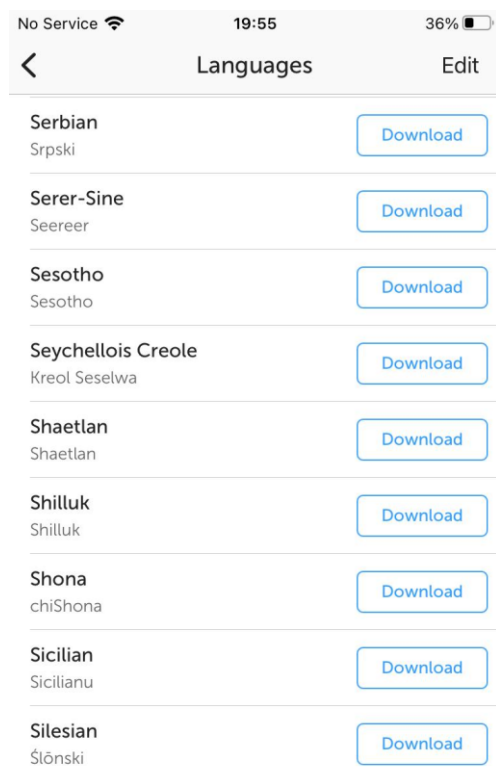 No Service 19:55 36%
Languages Edit
Serbian
Srpski
Download
Serer-Sine
Seereer
Download
Sesotho
Sesotho
Download
Seychellois Creole
Kreol Seselwa
Download
Shaetlan
Shaetlan
Download
Shilluk
Shilluk
Download
Shona
chiShona
Download
Sicilian
Sicilianu
Download
Silesian
Ślōnski
Download